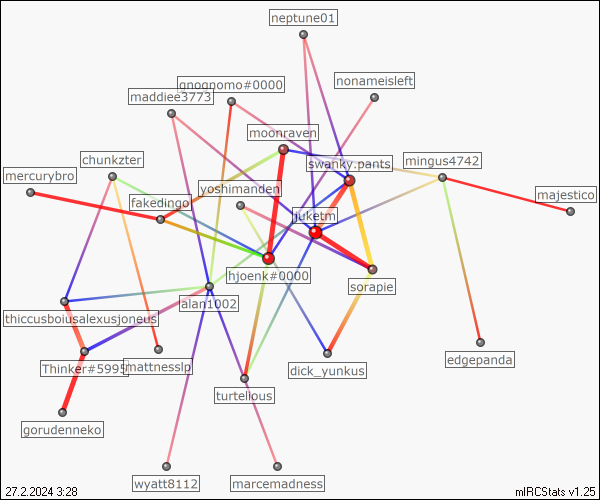 neptune01
gnognomo#0000
nonameisleft
maddiee3773
moonraven
chunkzter
swanky.pants
mingus4742
mercurybro
yoshimanden
majestico
fakedingo
juketm
hjoenk#0000
sorapie
alan1002
thiccusboiusalexusjoneus
Thinker#5995
mattnesslp
dick_yunkus
edgepanda
turtellous
gorudenneko
wyatt8112
marcemadness
27.2.2024 3:28
mIRCStats v1.25